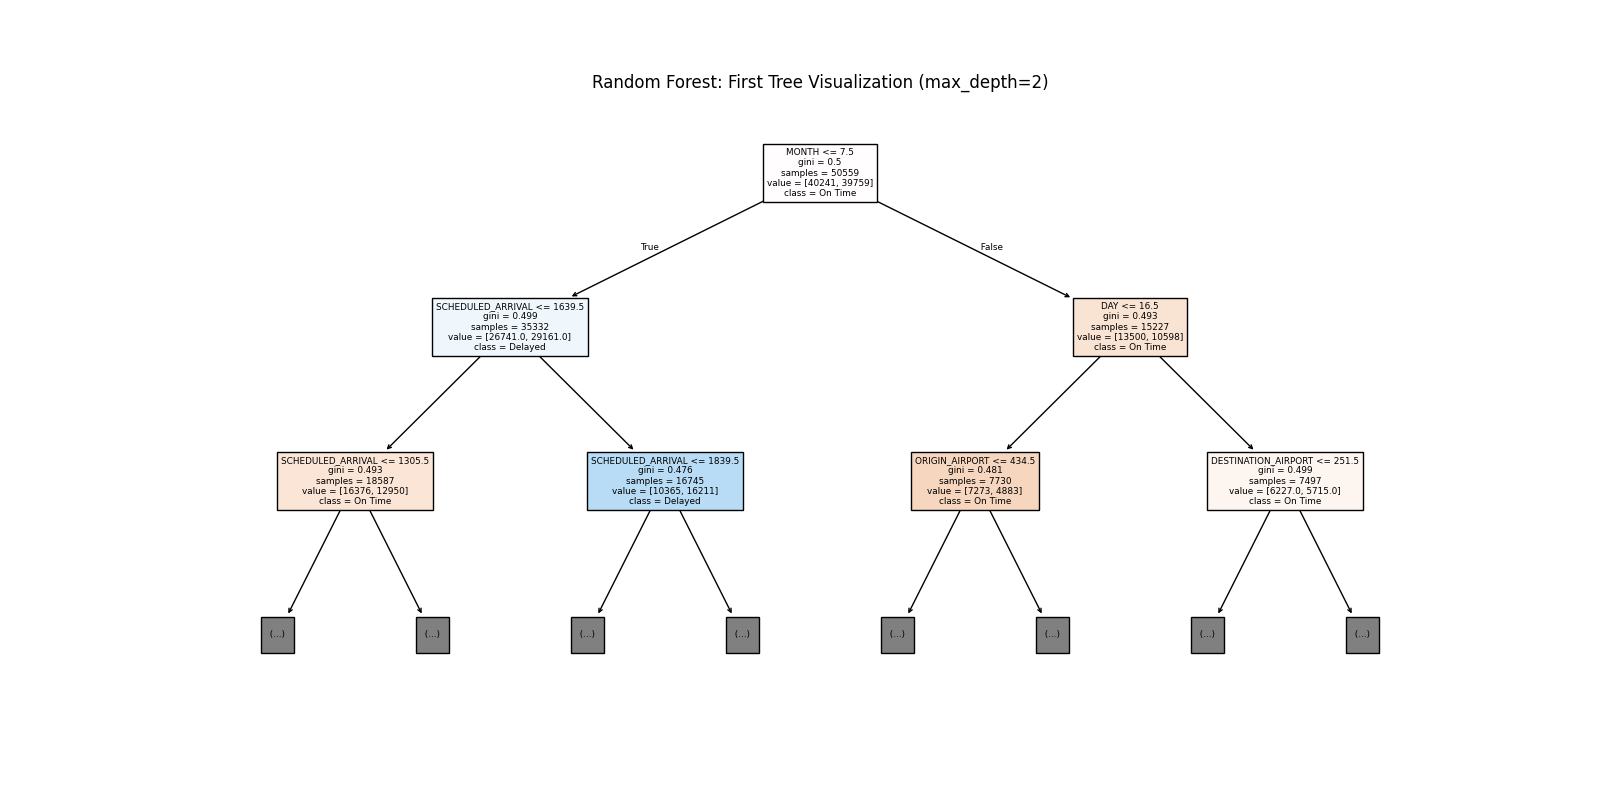 Random Forest: First Tree Visualization (max_depth=2)
MONTH <= 7.5
gini = 0.5
samples = 50559
value = [40241, 39759]
class = On Time
True
False
SCHEDULED_ARRIVAL <= 1639.5
gini = 0.499
samples = 35332
value = [26741.0, 29161.0]
class = Delayed
DAY <= 16.5
gini = 0.493
samples = 15227
value = [13500, 10598]
class = On Time
SCHEDULED_ARRIVAL <= 1305.5
gini = 0.493
samples = 18587
value = [16376, 12950]
class = On Time
SCHEDULED_ARRIVAL <= 1839.5
gini = 0.476
samples = 16745
value = [10365, 16211]
class = Delayed
ORIGIN_AIRPORT <= 434.5
gini = 0.481
samples = 7730
value = [7273, 4883]
class = On Time
DESTINATION_AIRPORT <= 251.5
gini = 0.499
samples = 7497
value = [6227.0, 5715.0]
class = On Time
(...)
(...)
(...)
(...)
(...)
(...)
(...)
(...)